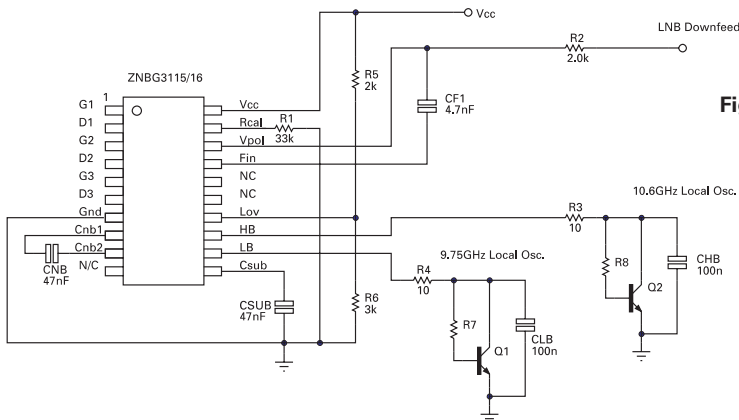 Vcc
LNB Downfeed
R2
2.0k
ZNBG3115/16
R5
2k
CF1
4.7nF
Fig
1
G1
D1
G2
D2
G3
D3
Gnd
Cnb1
Cnb2
N/C
Vcc
Rcal
Vpol
Fin
NC
NC
Lov
HB
LB
Csub
R1
33k
CNB
47nF
CSUB
47nF
R6
3k
9.75GHz Local Osc.
R4
10
R7
Q1
CLB
100n
10.6GHz Local Osc.
R3
10
R8
Q2
CHB
100n